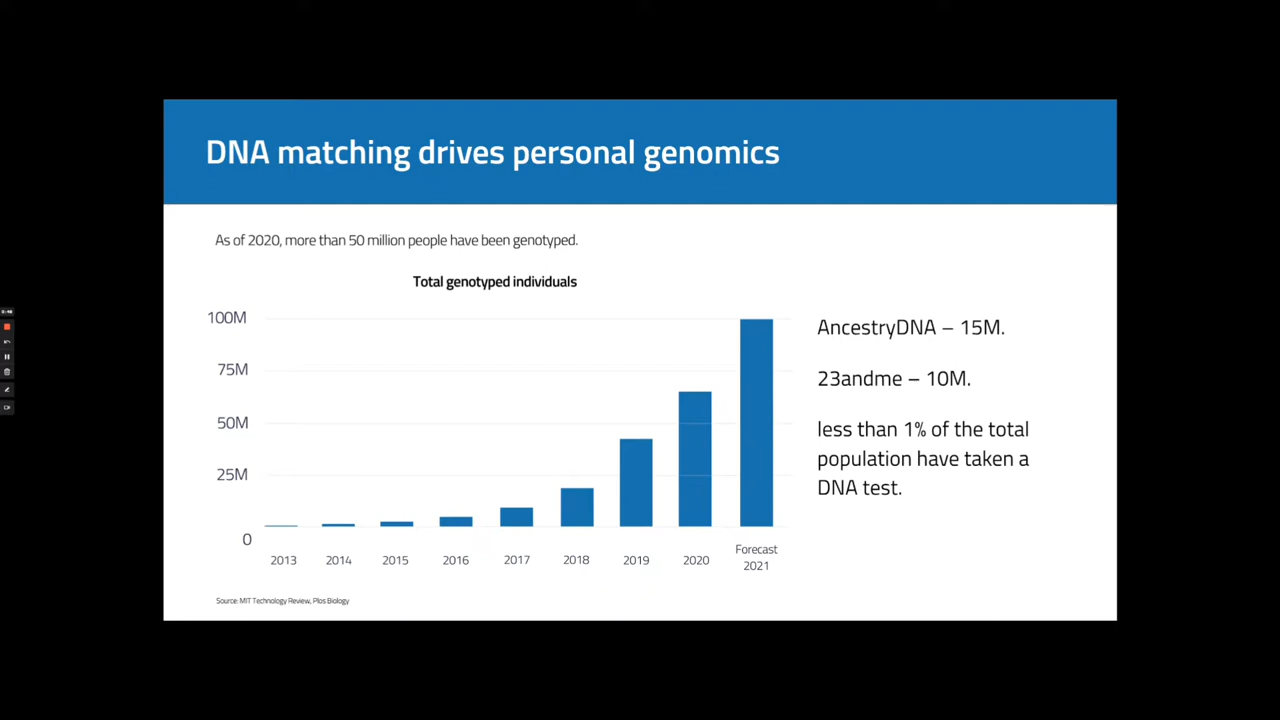 DNA matching drives personal genomics
As of 2020, more than 50 million people have been genotyped.
Total genotyped individuals
100M
75M
50M
25M
0
2013
2014
2015
2016
2017
2018
2019
2020
Forecast
2021
AncestryDNA – 15M.
23andme – 10M.
less than 1% of the total
population have taken a
DNA test.
Source: MIT Technology Review, Plos Biology